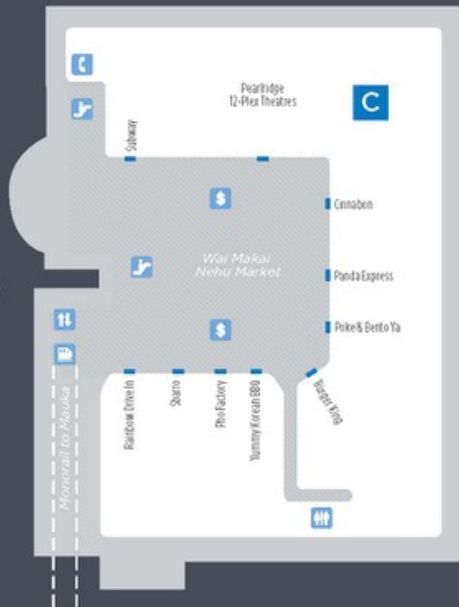 Pearlridge
12-Plex Theatres
C
Subway
$
Cinnabon
Wai Makai
Nehu Market
Panda Express
$
Poke & Bento Ya
Rainbow Drive In
Sbarro
Pho Factory
Yummy Korean BBQ
Burger King
Monorail to Mauka